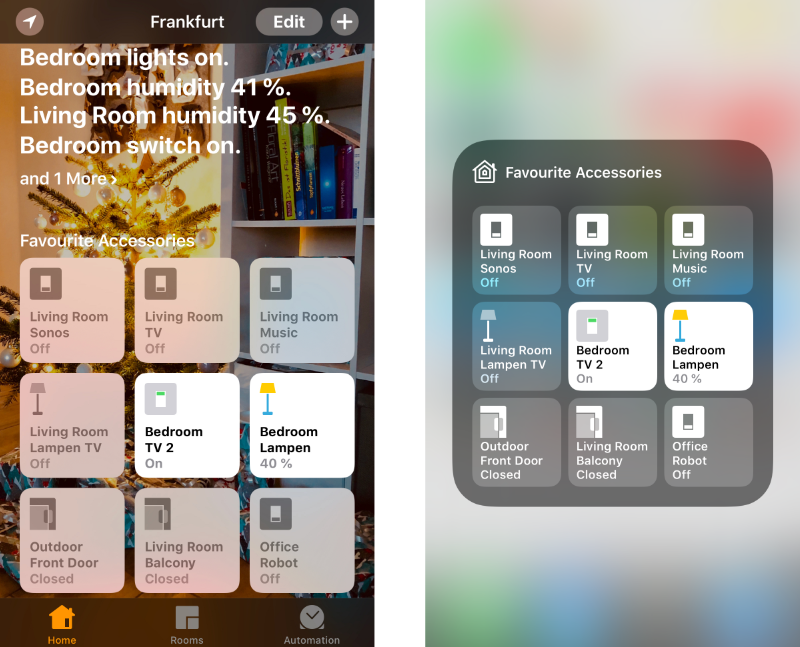 Frankfurt
Edit
Bedroom lights on.
Bedroom humidity 41 %.
Living Room humidity 45 %.
Bedroom switch on.
and 1 More ›
Favourite Accessories
Living Room
Sonos
Off
Living Room
TV
Off
Living Room
Music
Off
Living Room
Lampen TV
Off
Bedroom
TV 2
On
Bedroom
Lampen
40 %
Outdoor
Front Door
Closed
Living Room
Balcony
Closed
Office
Robot
Off
Home
Rooms
Automation
Favourite Accessories
Living Room
Sonos
Off
Living Room
TV
Off
Living Room
Music
Off
Living Room
Lampen TV
Off
Bedroom
TV 2
On
Bedroom
Lampen
40 %
Outdoor
Front Door
Closed
Living Room
Balcony
Closed
Office
Robot
Off